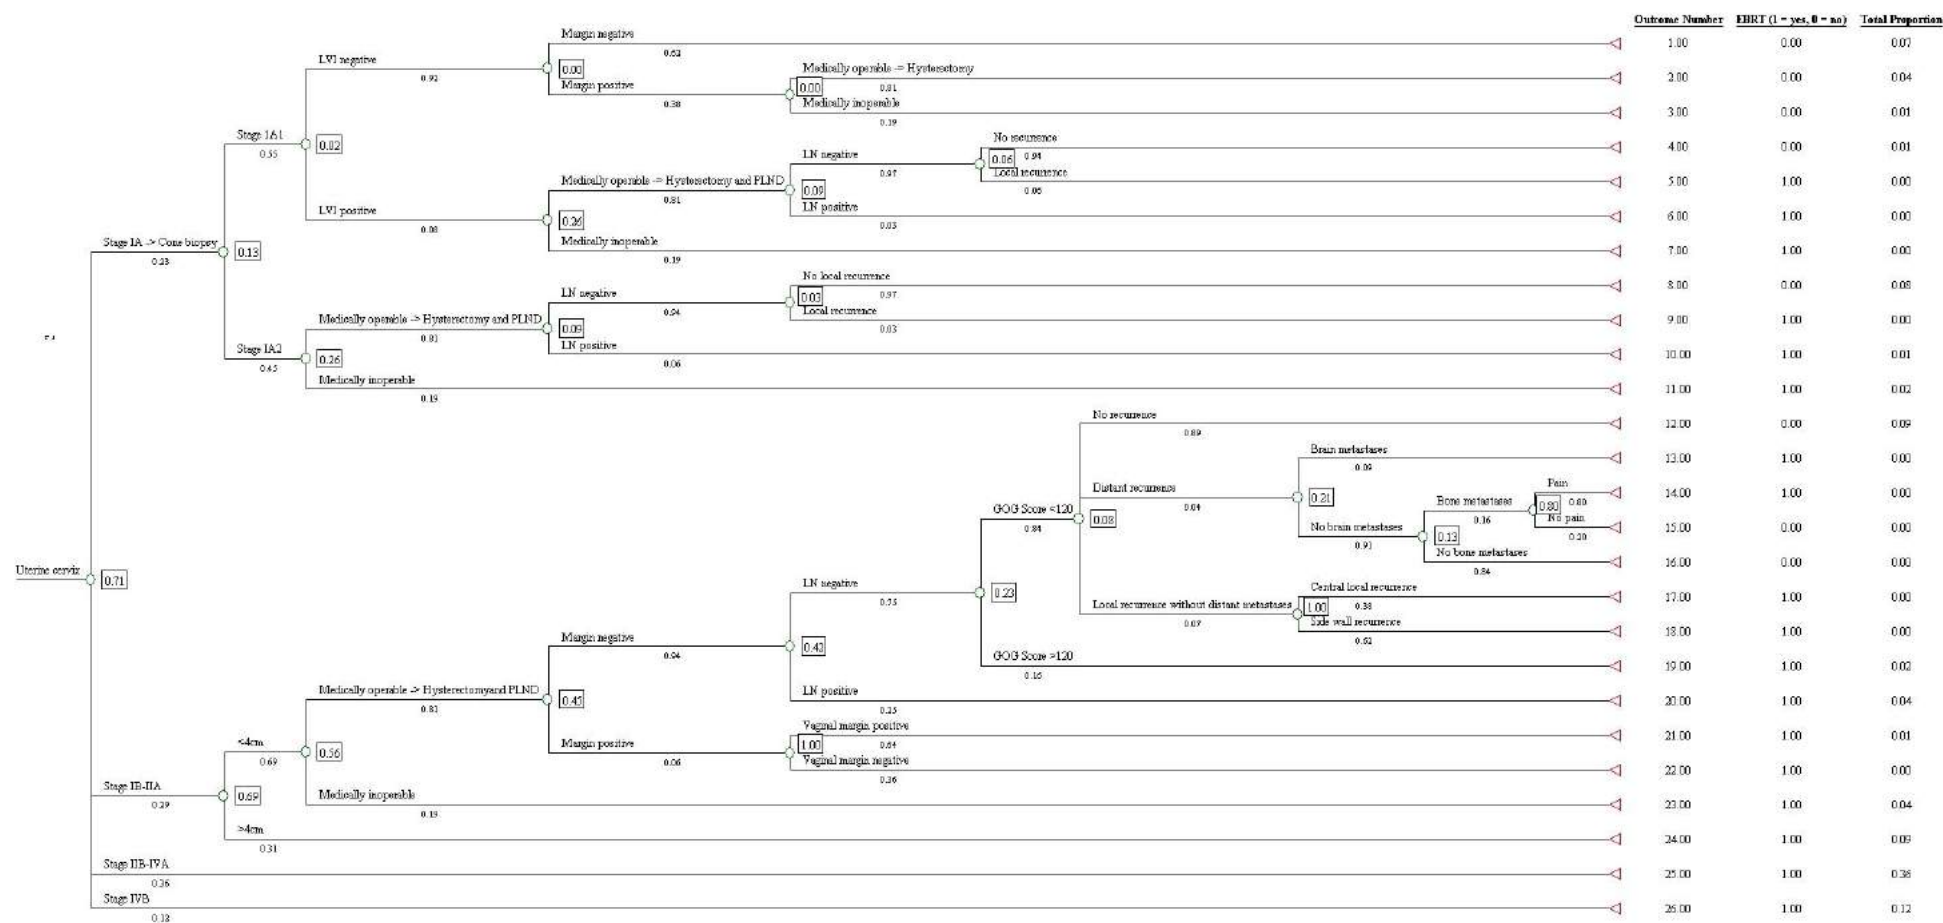 Outcome Number EBRT (1 = yes, 0 = no) Total Proportion
Margin negative
0.62
1.00 0.00 0.07
LVI negative
0.92
0.00
Medically operable -> Hysterectomy
0.81
2.00 0.00 0.04
Margin positive
0.38
0.00
Medically inoperable
0.19
3.00 0.00 0.01
Stage 1A1
0.55
0.02
No recurrence
0.94
4.00 0.00 0.01
LN negative
0.97
0.06
Local recurrence
0.06
5.00 1.00 0.00
Medically operable -> Hysterectomy and PLND
0.81
0.09
LN positive
0.03
6.00 1.00 0.00
LVI positive
0.08
0.26
Medically inoperable
0.19
7.00 1.00 0.00
Stage IA -> Cone biopsy
0.23
0.13
No local recurrence
0.97
8.00 0.00 0.08
LN negative
0.94
0.03
Local recurrence
0.03
9.00 1.00 0.00
Medically operable -> Hysterectomy and PLND
0.81
0.09
LN positive
0.06
10.00 1.00 0.01
Stage IA2
0.45
0.26
Medically inoperable
0.19
11.00 1.00 0.02
No recurrence
0.89
12.00 0.00 0.09
Brain metastases
0.09
13.00 1.00 0.00
Distant recurrence
0.04
0.21
Pain
0.80
14.00 1.00 0.00
Bone metastases
0.16
0.80
No pain
0.20
15.00 0.00 0.00
GOG Score <120
0.84
0.08
No brain metastases
0.91
0.13
No bone metastases
0.84
16.00 0.00 0.00
Uterine cervix
0.71
LN negative
0.75
0.23
Central local recurrence
0.38
17.00 1.00 0.00
Local recurrence without distant metastases
0.07
1.00
Side wall recurrence
0.62
18.00 1.00 0.00
Margin negative
0.94
0.42
GOG Score >120
0.16
19.00 1.00 0.02
Medically operable -> Hysterectomyand PLND
0.81
0.45
LN positive
0.25
20.00 1.00 0.04
Vaginal margin positive
0.64
21.00 1.00 0.01
<4cm
0.69
0.56
Margin positive
0.06
1.00
Vaginal margin negative
0.36
22.00 1.00 0.00
Stage IB-IIA
0.29
0.69
Medically inoperable
0.19
23.00 1.00 0.04
>4cm
0.31
24.00 1.00 0.09
Stage IIB-IVA
0.36
25.00 1.00 0.36
Stage IVB
0.12
26.00 1.00 0.12